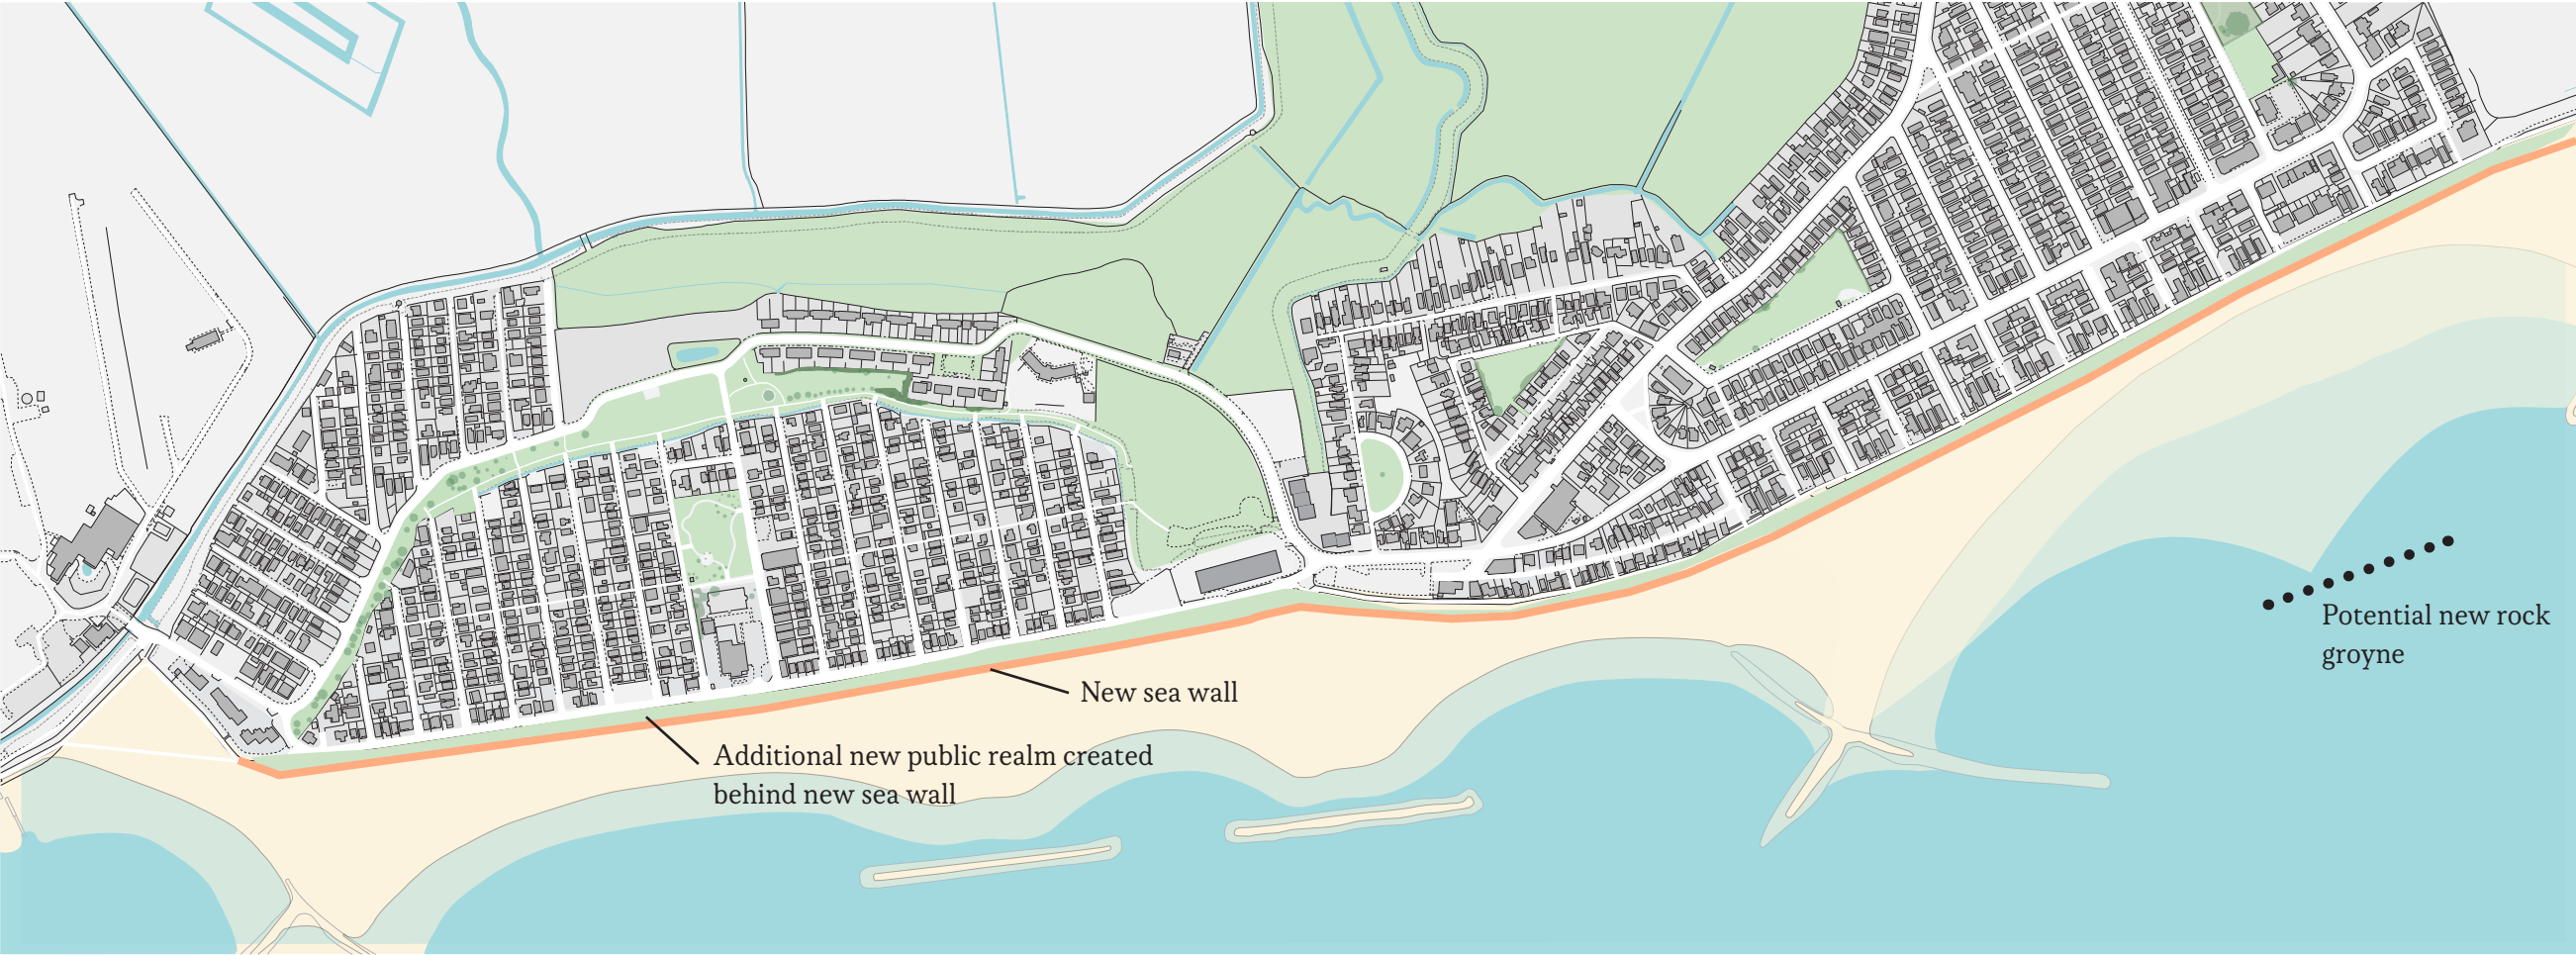 Potential new rock
groyne
New sea wall
Additional new public realm created
behind new sea wall